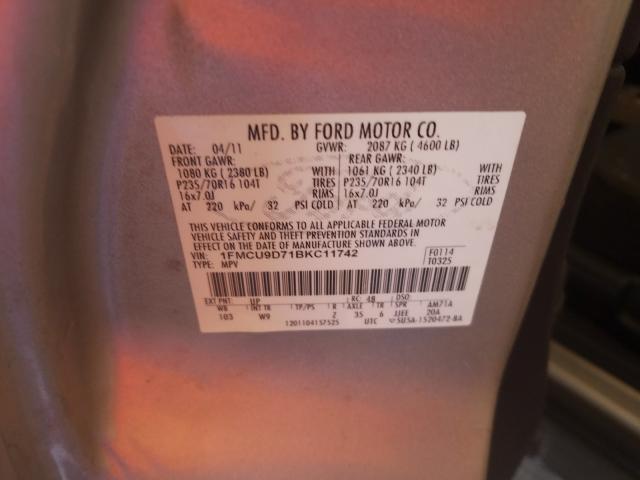 MFD. BY FORD MOTOR CO.
DATE: 04/11 GVWR: 2087 KG ( 4600 LB)
FRONT GAWR: REAR GAWR:
1080 KG ( 2380 LB) WITH 1061 KG ( 2340 LB) WITH
P235/70R16 104T TIRES P235/70R16 104T TIRES
16x7.0J RIMS 16x7.0J RIMS
AT 220 kPa/ 32 PSI COLD AT 220 kPa/ 32 PSI COLD
THIS VEHICLE CONFORMS TO ALL APPLICABLE FEDERAL MOTOR
VEHICLE SAFETY AND THEFT PREVENTION STANDARDS IN
EFFECT ON THE DATE OF MANUFACTURE SHOWN ABOVE.
VIN: 1FMCU9D71BKC11742 F0114
TYPE: MPV T0325
EXT PNT: UP RC: 48 DSO:
WB INT TR TP/PS R AXLE TR SPR AM71A
103 W9 2 35 6 JJEE 20A
1201104157525 UTC 5U5A-1520472-BA